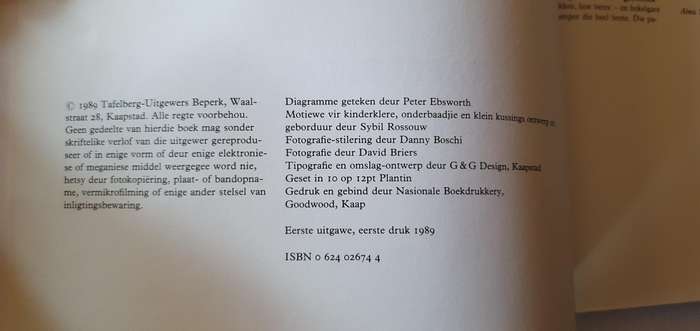 © 1989 Tafelberg-Uitgewers Beperk, Waal-
straat 28, Kaapstad. Alle regte voorbehou.
Geen gedeelte van hierdie boek mag sonder
skriftelike verlof van die uitgewer gereprodu-
seer of in enige vorm of deur enige elektronie-
se of meganiese middel weergegee word nie,
hetsy deur fotokopiëring, plaat- of bandopna-
me, vermikrofilming of enige ander stelsel van
inligtingsbewaring.
Diagramme geteken deur Peter Ebsworth
Motiewe vir kinderklere, onderbaadjie en klein kussings ontwerp en
geborduur deur Sybil Rossouw
Fotografie-stilering deur Danny Boschi
Fotografie deur David Briers
Tipografie en omslag-ontwerp deur G & G Design, Kaapstad
Geset in 10 op 12pt Plantin
Gedruk en gebind deur Nasionale Boekdrukkery,
Goodwood, Kaap
Eerste uitgawe, eerste druk 1989
ISBN 0 624 02674 4